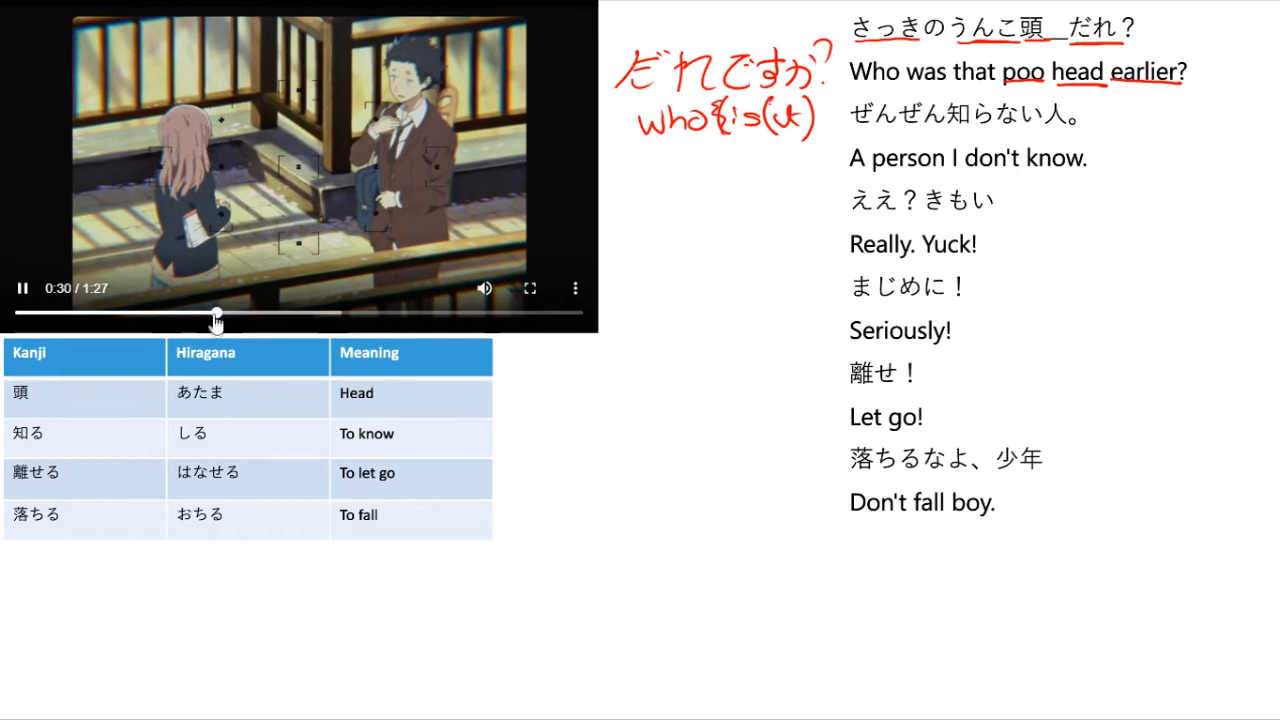 さっきのうんこ頭__だれ？
Who was that poo head earlier?
ぜんぜん知らない人。
A person I don't know.
ええ？きもい
Really. Yuck!
まじめに！
Seriously!
離せ！
Let go!
落ちるなよ、少年
Don't fall boy.
だれですか?
who is(it)
0:30 / 1:27
Kanji Hiragana Meaning
頭 あたま Head
知る しる To know
離せる はなせる To let go
落ちる おちる To fall